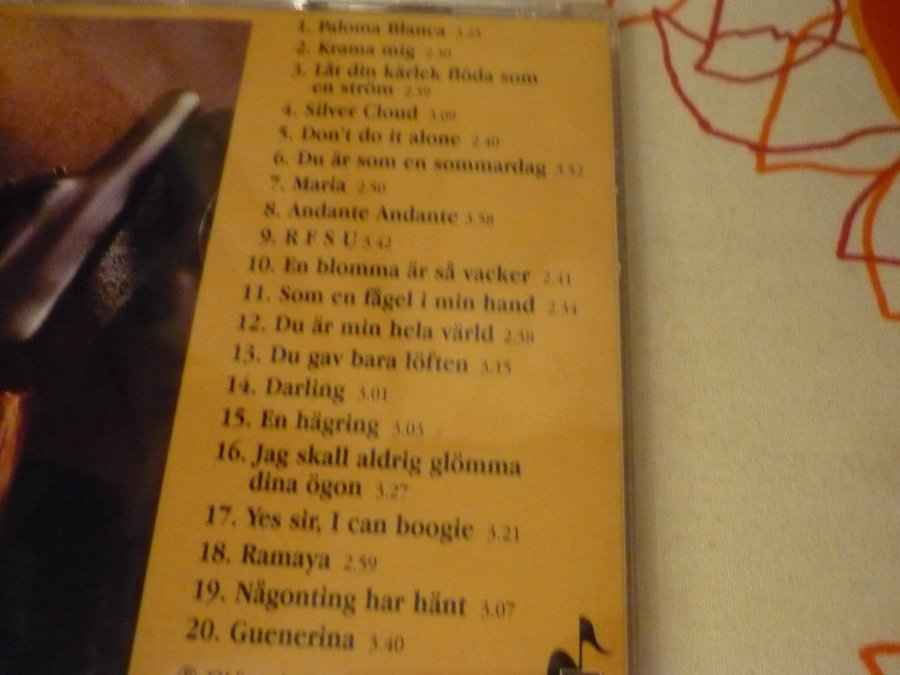 1. Paloma Blanca 3.25
2. Krama mig 2.50
3. Låt din kärlek flöda som
en ström 2.59
4. Silver Cloud 3.09
5. Don't do it alone 2.40
6. Du är som en sommardag 3.52
7. Maria 2.50
8. Andante Andante 3.58
9. R F S U 3.42
10. En blomma är så vacker 2.41
11. Som en fågel i min hand 2.34
12. Du är min hela värld 2.38
13. Du gav bara löften 3.15
14. Darling 3.01
15. En hägring 3.03
16. Jag skall aldrig glömma
dina ögon 3.27
17. Yes sir, I can boogie 3.21
18. Ramaya 2.59
19. Någonting har hänt 3.07
20. Guenerina 3.40